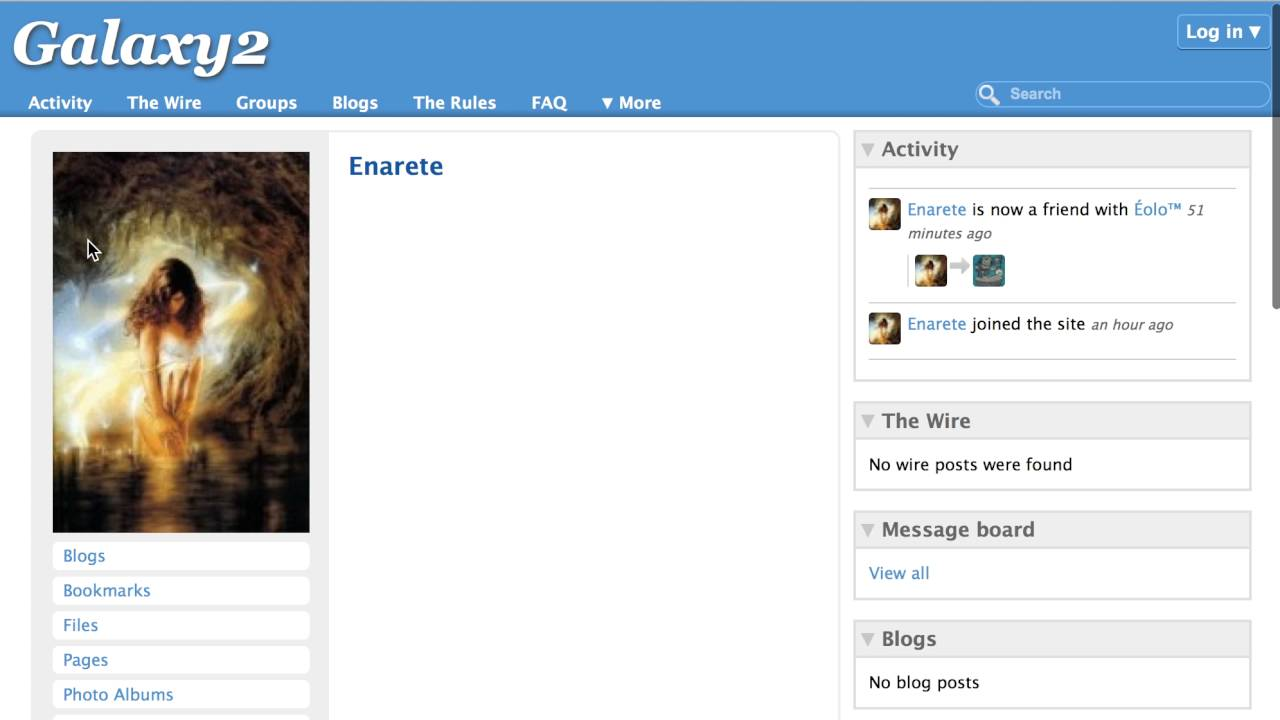 Galaxy2
Log in ▼
Activity The Wire Groups Blogs The Rules FAQ ▼ More
Search
Enarete
Blogs
Bookmarks
Files
Pages
Photo Albums
▼ Activity
Enarete is now a friend with Éolo™ 51
minutes ago
Enarete joined the site an hour ago
▼ The Wire
No wire posts were found
▼ Message board
View all
▼ Blogs
No blog posts